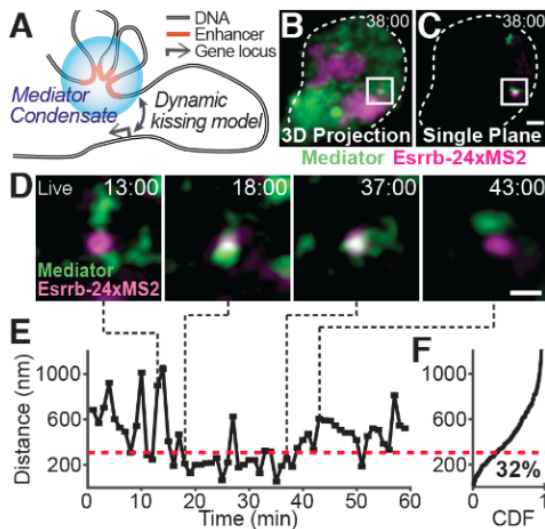 A
DNA
Enhancer
Gene locus
Mediator
Condensate
Dynamic
kissing model
B
38:00
3D Projection
C
38:00
Single Plane
Mediator Esrrb-24xMS2
D
Live
13:00
18:00
37:00
43:00
Mediator
Esrrb-24xMS2
E
Distance (nm)
1000
600
200
0 10 20 30 40 50 60
Time (min)
F
1000
600
200
32%
0 1
CDF